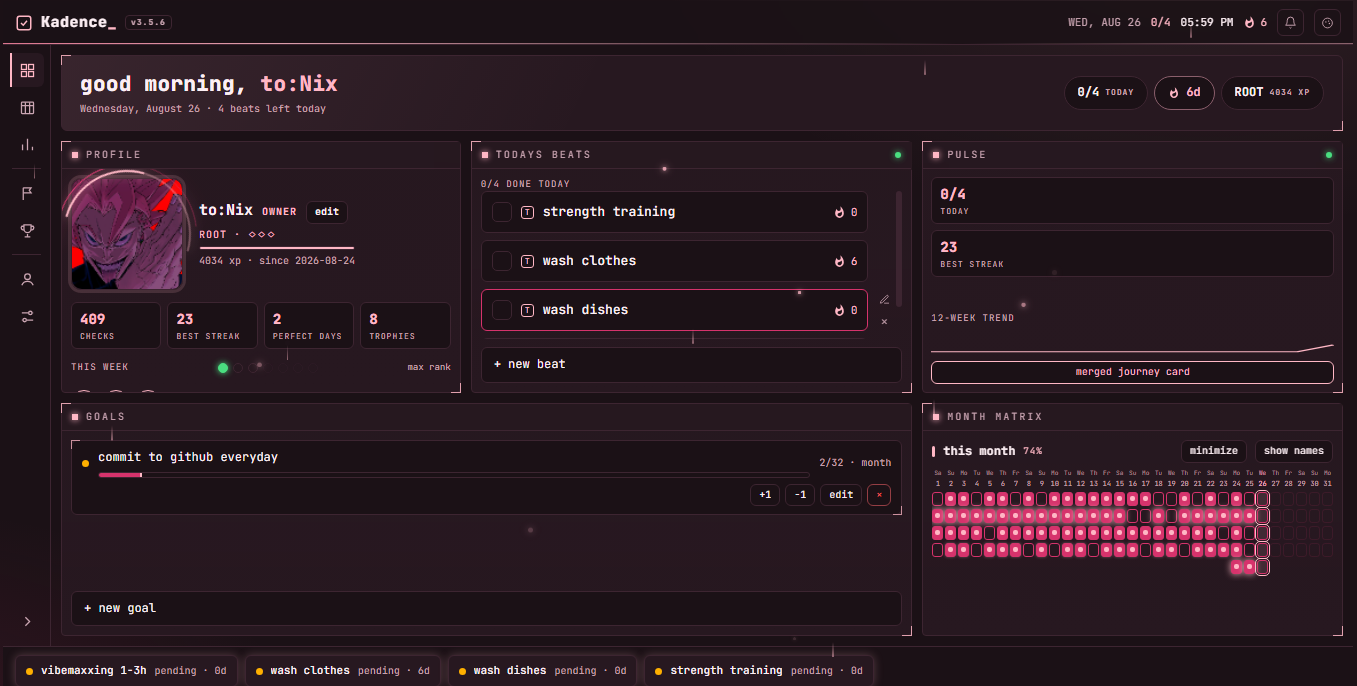 Kadence_ v3.5.6
WED, AUG 26 0/4 05:59 PM 6
good morning, to:Nix
Wednesday, August 26 · 4 beats left today
0/4 TODAY
6d
ROOT 4034 XP
PROFILE
to:Nix OWNER edit
ROOT · ◇◇◇
4034 xp · since 2026-08-24
409
CHECKS
23
BEST STREAK
2
PERFECT DAYS
8
TROPHIES
THIS WEEK
max rank
TODAYS BEATS
0/4 DONE TODAY
T strength training 0
T wash clothes 6
T wash dishes 0
×
+ new beat
PULSE
0/4
TODAY
23
BEST STREAK
12-WEEK TREND
merged journey card
GOALS
commit to github everyday
2/32 · month
+1 -1 edit ×
+ new goal
MONTH MATRIX
this month 74%
minimize show names
Sa Su Mo Tu We Th Fr Sa Su Mo Tu We Th Fr Sa Su Mo Tu We Th Fr Sa Su Mo Tu We Th Fr Sa Su Mo
1 2 3 4 5 6 7 8 9 10 11 12 13 14 15 16 17 18 19 20 21 22 23 24 25 26 27 28 29 30 31
vibemaxxing 1-3h pending · 0d
wash clothes pending · 6d
wash dishes pending · 0d
strength training pending · 0d